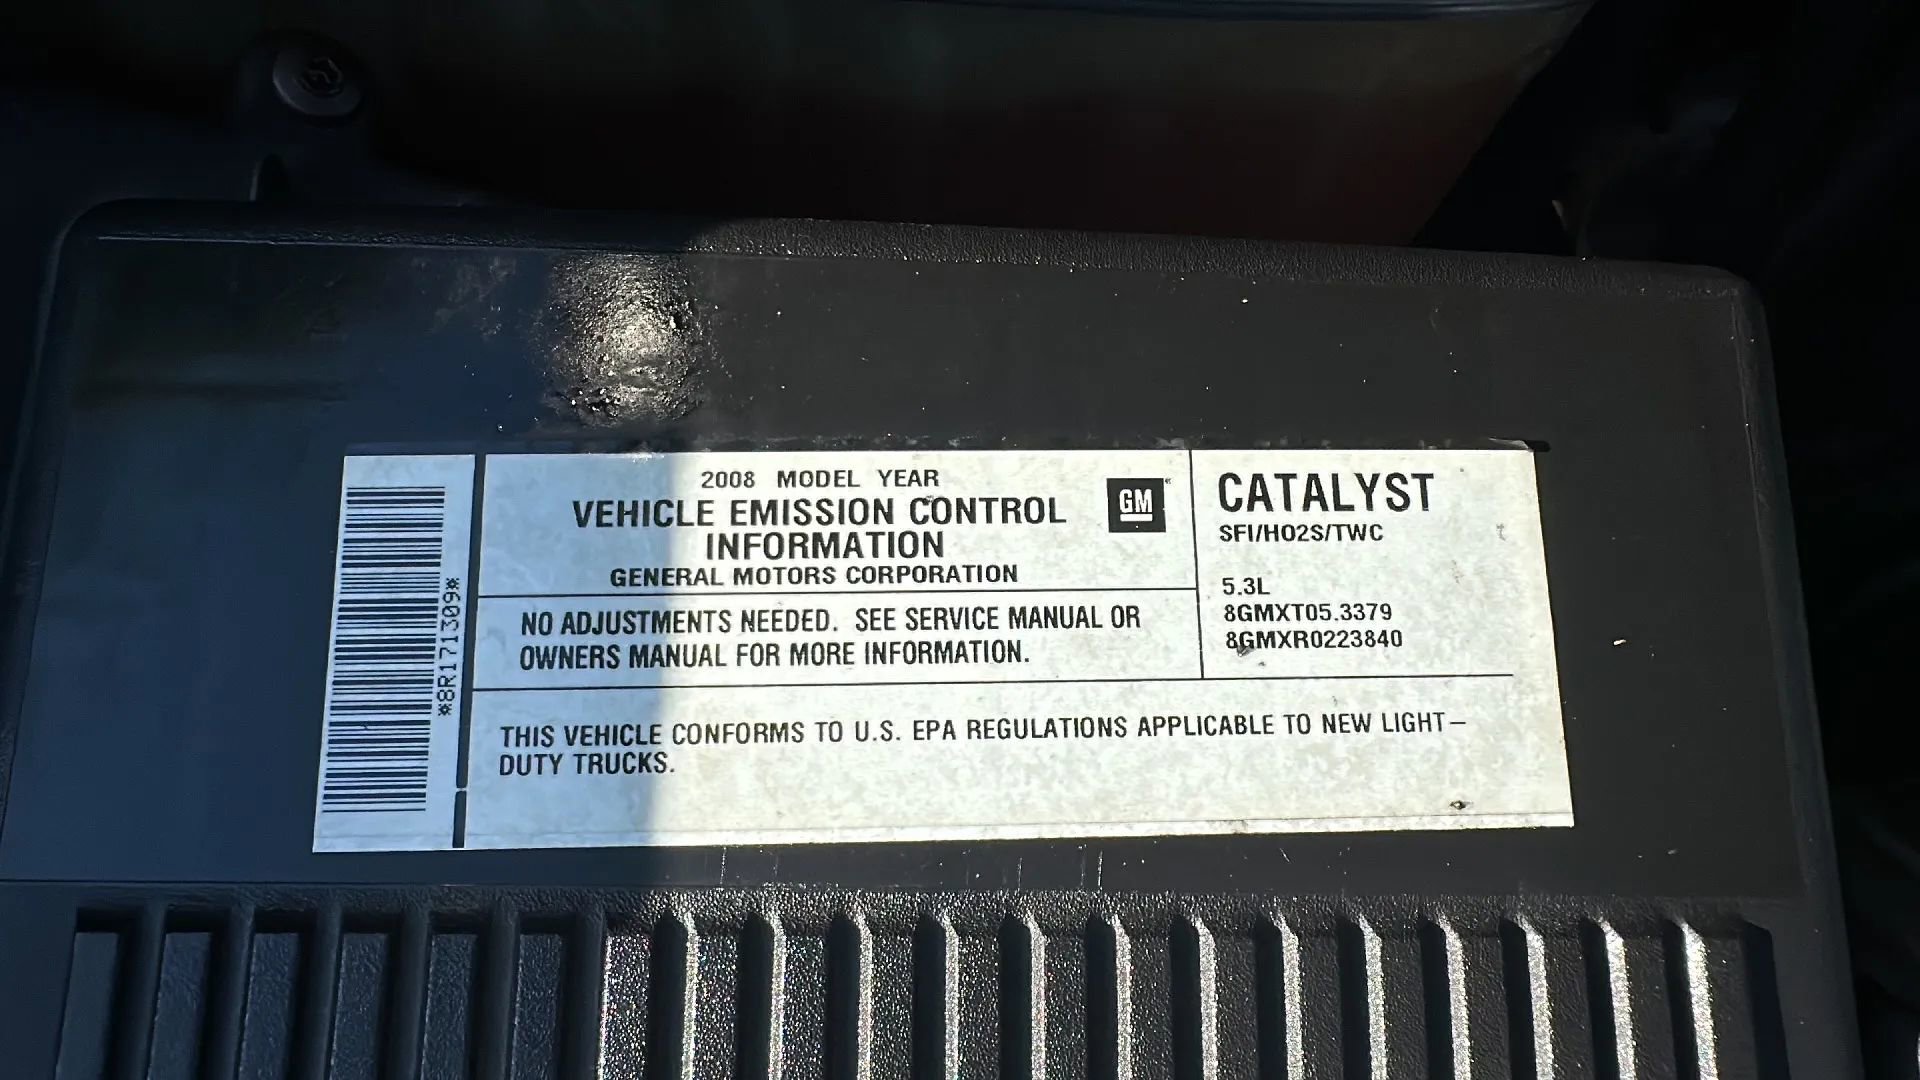 2008 MODEL YEAR
VEHICLE EMISSION CONTROL
INFORMATION
GENERAL MOTORS CORPORATION
GM
NO ADJUSTMENTS NEEDED. SEE SERVICE MANUAL OR
OWNERS MANUAL FOR MORE INFORMATION.
CATALYST
SFI/HO2S/TWC
5.3L
8GMXT05.3379
8GMXR0223840
THIS VEHICLE CONFORMS TO U.S. EPA REGULATIONS APPLICABLE TO NEW LIGHT-
DUTY TRUCKS.
*8R171309*